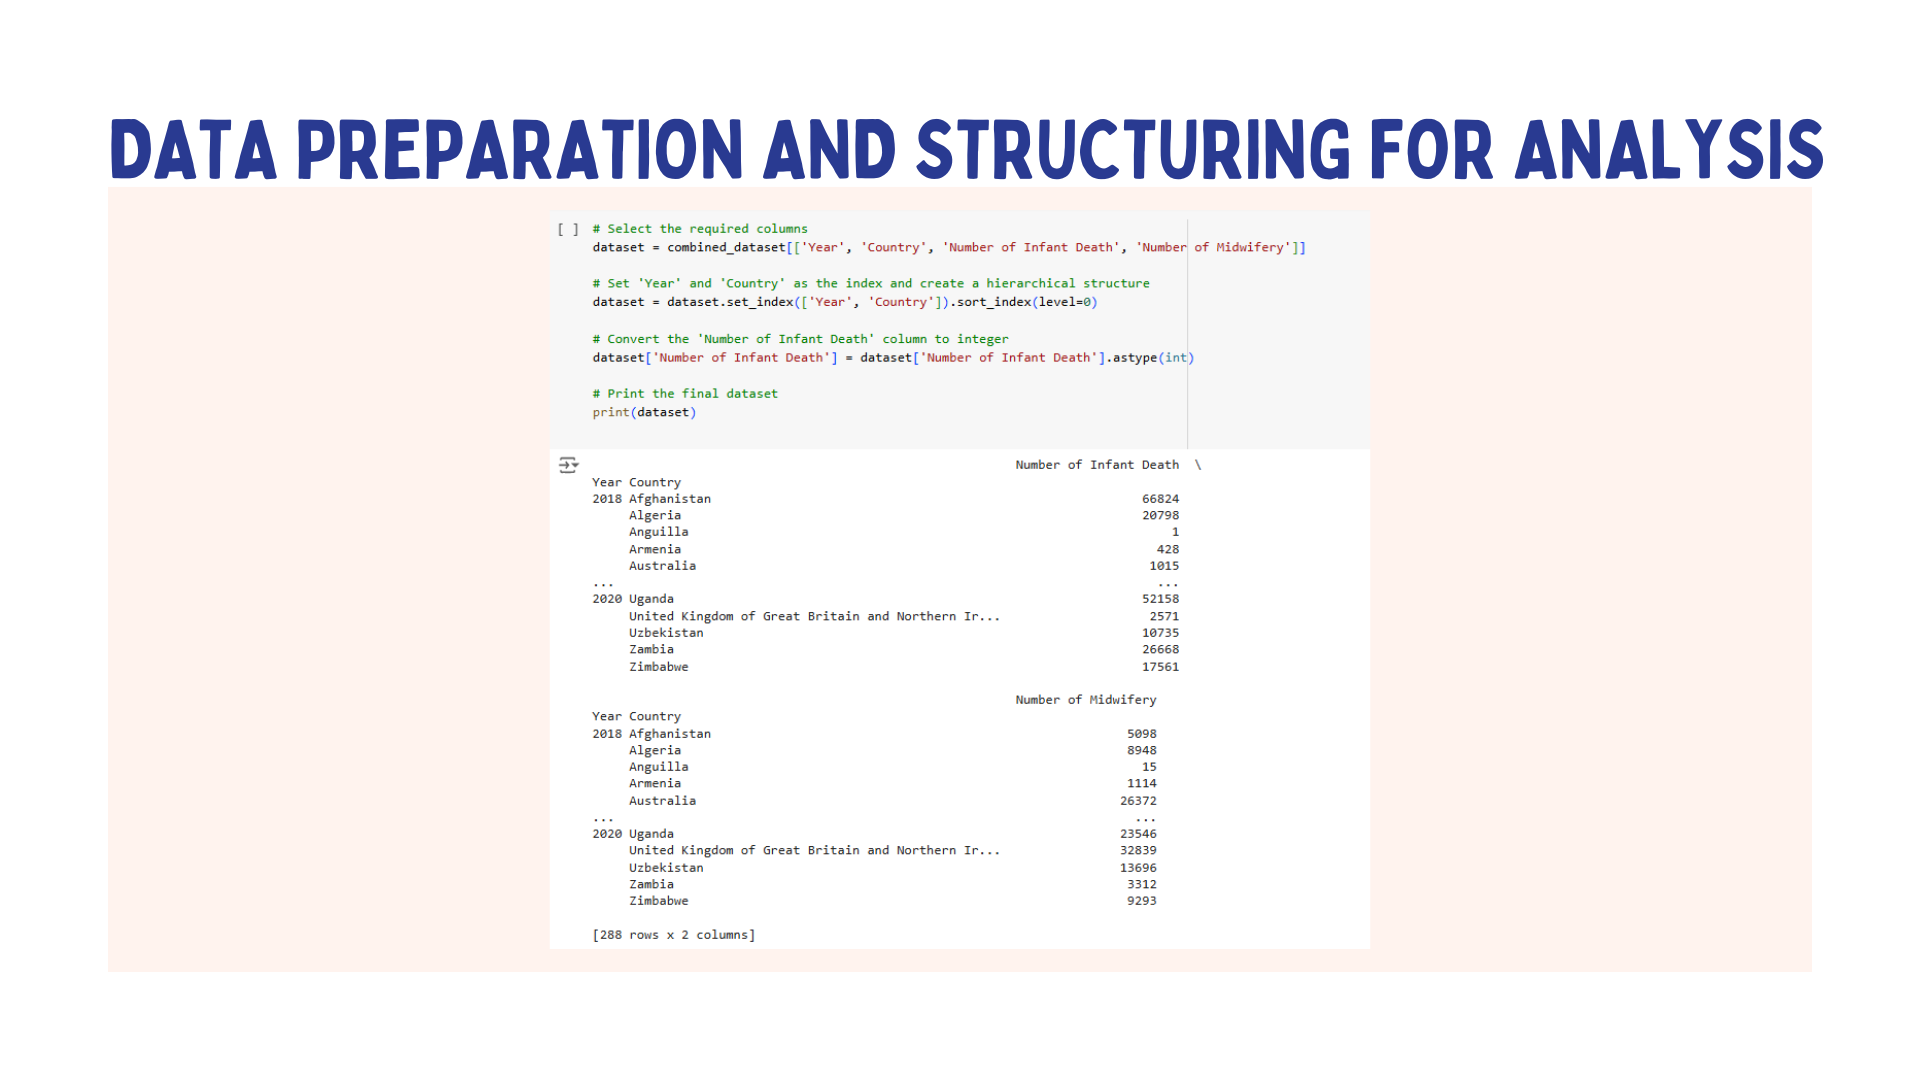 DATA PREPARATION AND STRUCTURING FOR ANALYSIS
[ ] # Select the required columns
dataset = combined_dataset[['Year', 'Country', 'Number of Infant Death', 'Number of Midwifery']]
# Set 'Year' and 'Country' as the index and create a hierarchical structure
dataset = dataset.set_index(['Year', 'Country']).sort_index(level=0)
# Convert the 'Number of Infant Death' column to integer
dataset['Number of Infant Death'] = dataset['Number of Infant Death'].astype(int)
# Print the final dataset
print(dataset)
Number of Infant Death \
Year Country
2018 Afghanistan 66824
Algeria 20798
Anguilla 1
Armenia 428
Australia 1015
... ...
2020 Uganda 52158
United Kingdom of Great Britain and Northern Ir... 2571
Uzbekistan 10735
Zambia 26668
Zimbabwe 17561
Number of Midwifery
Year Country
2018 Afghanistan 5098
Algeria 8948
Anguilla 15
Armenia 1114
Australia 26372
... ...
2020 Uganda 23546
United Kingdom of Great Britain and Northern Ir... 32839
Uzbekistan 13696
Zambia 3312
Zimbabwe 9293
[288 rows x 2 columns]